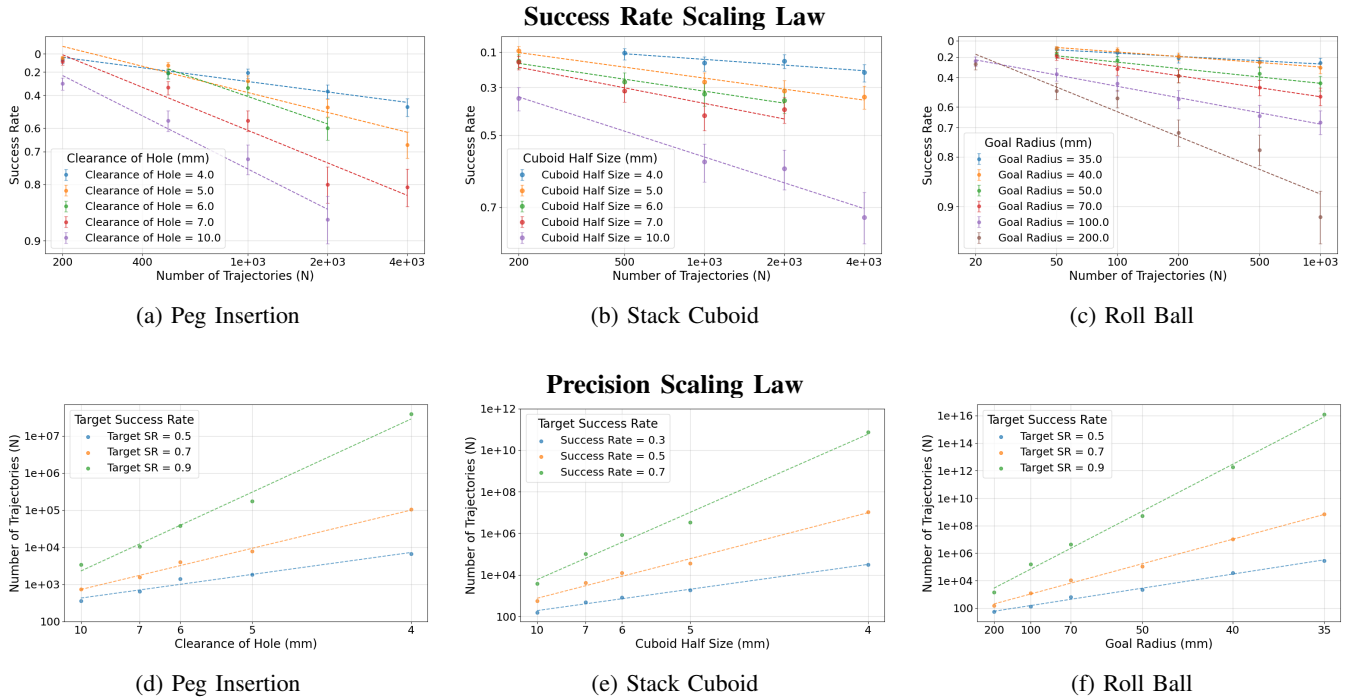 Success Rate Scaling Law
Success Rate
0
0.2
0.4
0.6
0.7
0.8
0.9
Clearance of Hole (mm)
Clearance of Hole = 4.0
Clearance of Hole = 5.0
Clearance of Hole = 6.0
Clearance of Hole = 7.0
Clearance of Hole = 10.0
200 400 1e+03 2e+03 4e+03
Number of Trajectories (N)
(a) Peg Insertion
Success Rate
0.1
0.3
0.5
0.7
Cuboid Half Size (mm)
Cuboid Half Size = 4.0
Cuboid Half Size = 5.0
Cuboid Half Size = 6.0
Cuboid Half Size = 7.0
Cuboid Half Size = 10.0
200 500 1e+03 2e+03 4e+03
Number of Trajectories (N)
(b) Stack Cuboid
Success Rate
0
0.2
0.4
0.6
0.7
0.8
0.9
Goal Radius (mm)
Goal Radius = 35.0
Goal Radius = 40.0
Goal Radius = 50.0
Goal Radius = 70.0
Goal Radius = 100.0
Goal Radius = 200.0
20 50 100 200 500 1e+03
Number of Trajectories (N)
(c) Roll Ball
Precision Scaling Law
Number of Trajectories (N)
1e+07
1e+06
1e+05
1e+04
1e+03
100
Target Success Rate
Target SR = 0.5
Target SR = 0.7
Target SR = 0.9
10 7 6 5 4
Clearance of Hole (mm)
(d) Peg Insertion
Number of Trajectories (N)
1e+12
1e+10
1e+08
1e+06
1e+04
100
Target Success Rate
Success Rate = 0.3
Success Rate = 0.5
Success Rate = 0.7
10 7 6 5 4
Cuboid Half Size (mm)
(e) Stack Cuboid
Number of Trajectories (N)
1e+16
1e+14
1e+12
1e+10
1e+08
1e+06
1e+04
100
Target Success Rate
Target SR = 0.5
Target SR = 0.7
Target SR = 0.9
200 100 70 50 40 35
Goal Radius (mm)
(f) Roll Ball